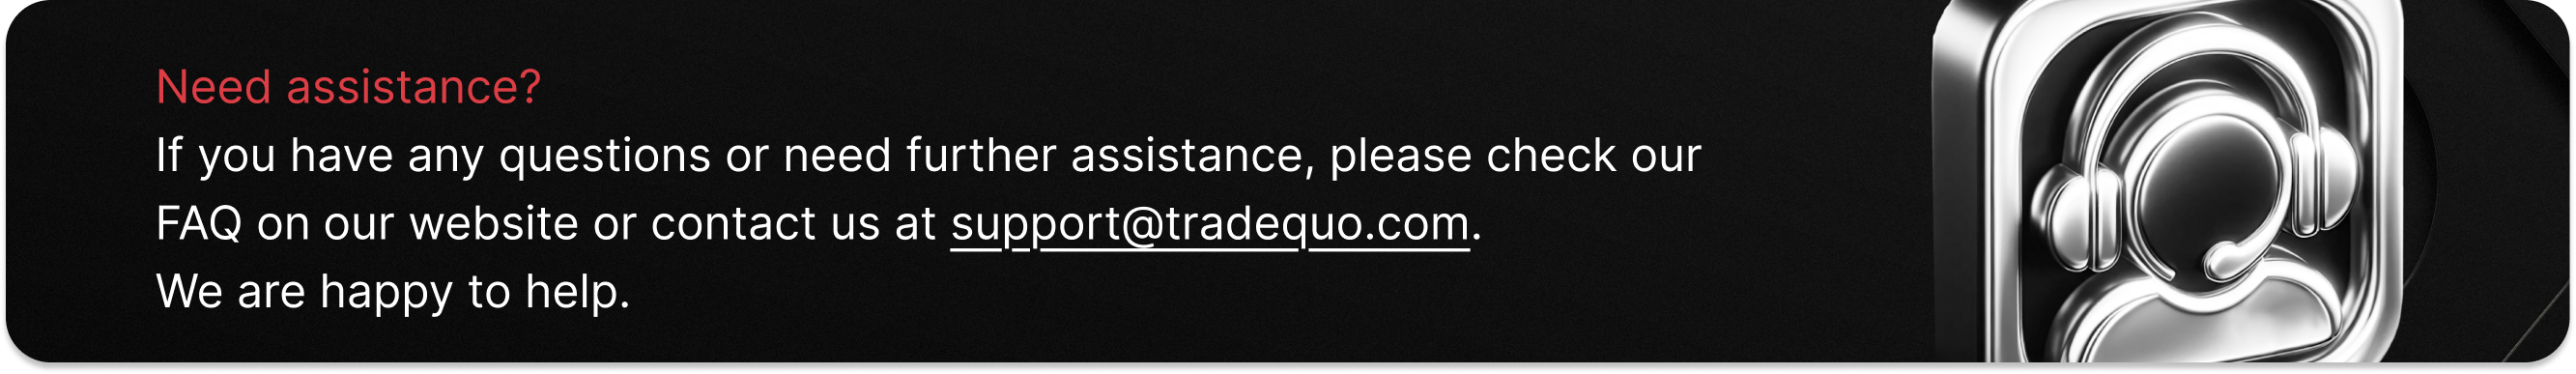 Need assistance?
If you have any questions or need further assistance, please check our
FAQ on our website or contact us at support@tradequo.com.
We are happy to help.